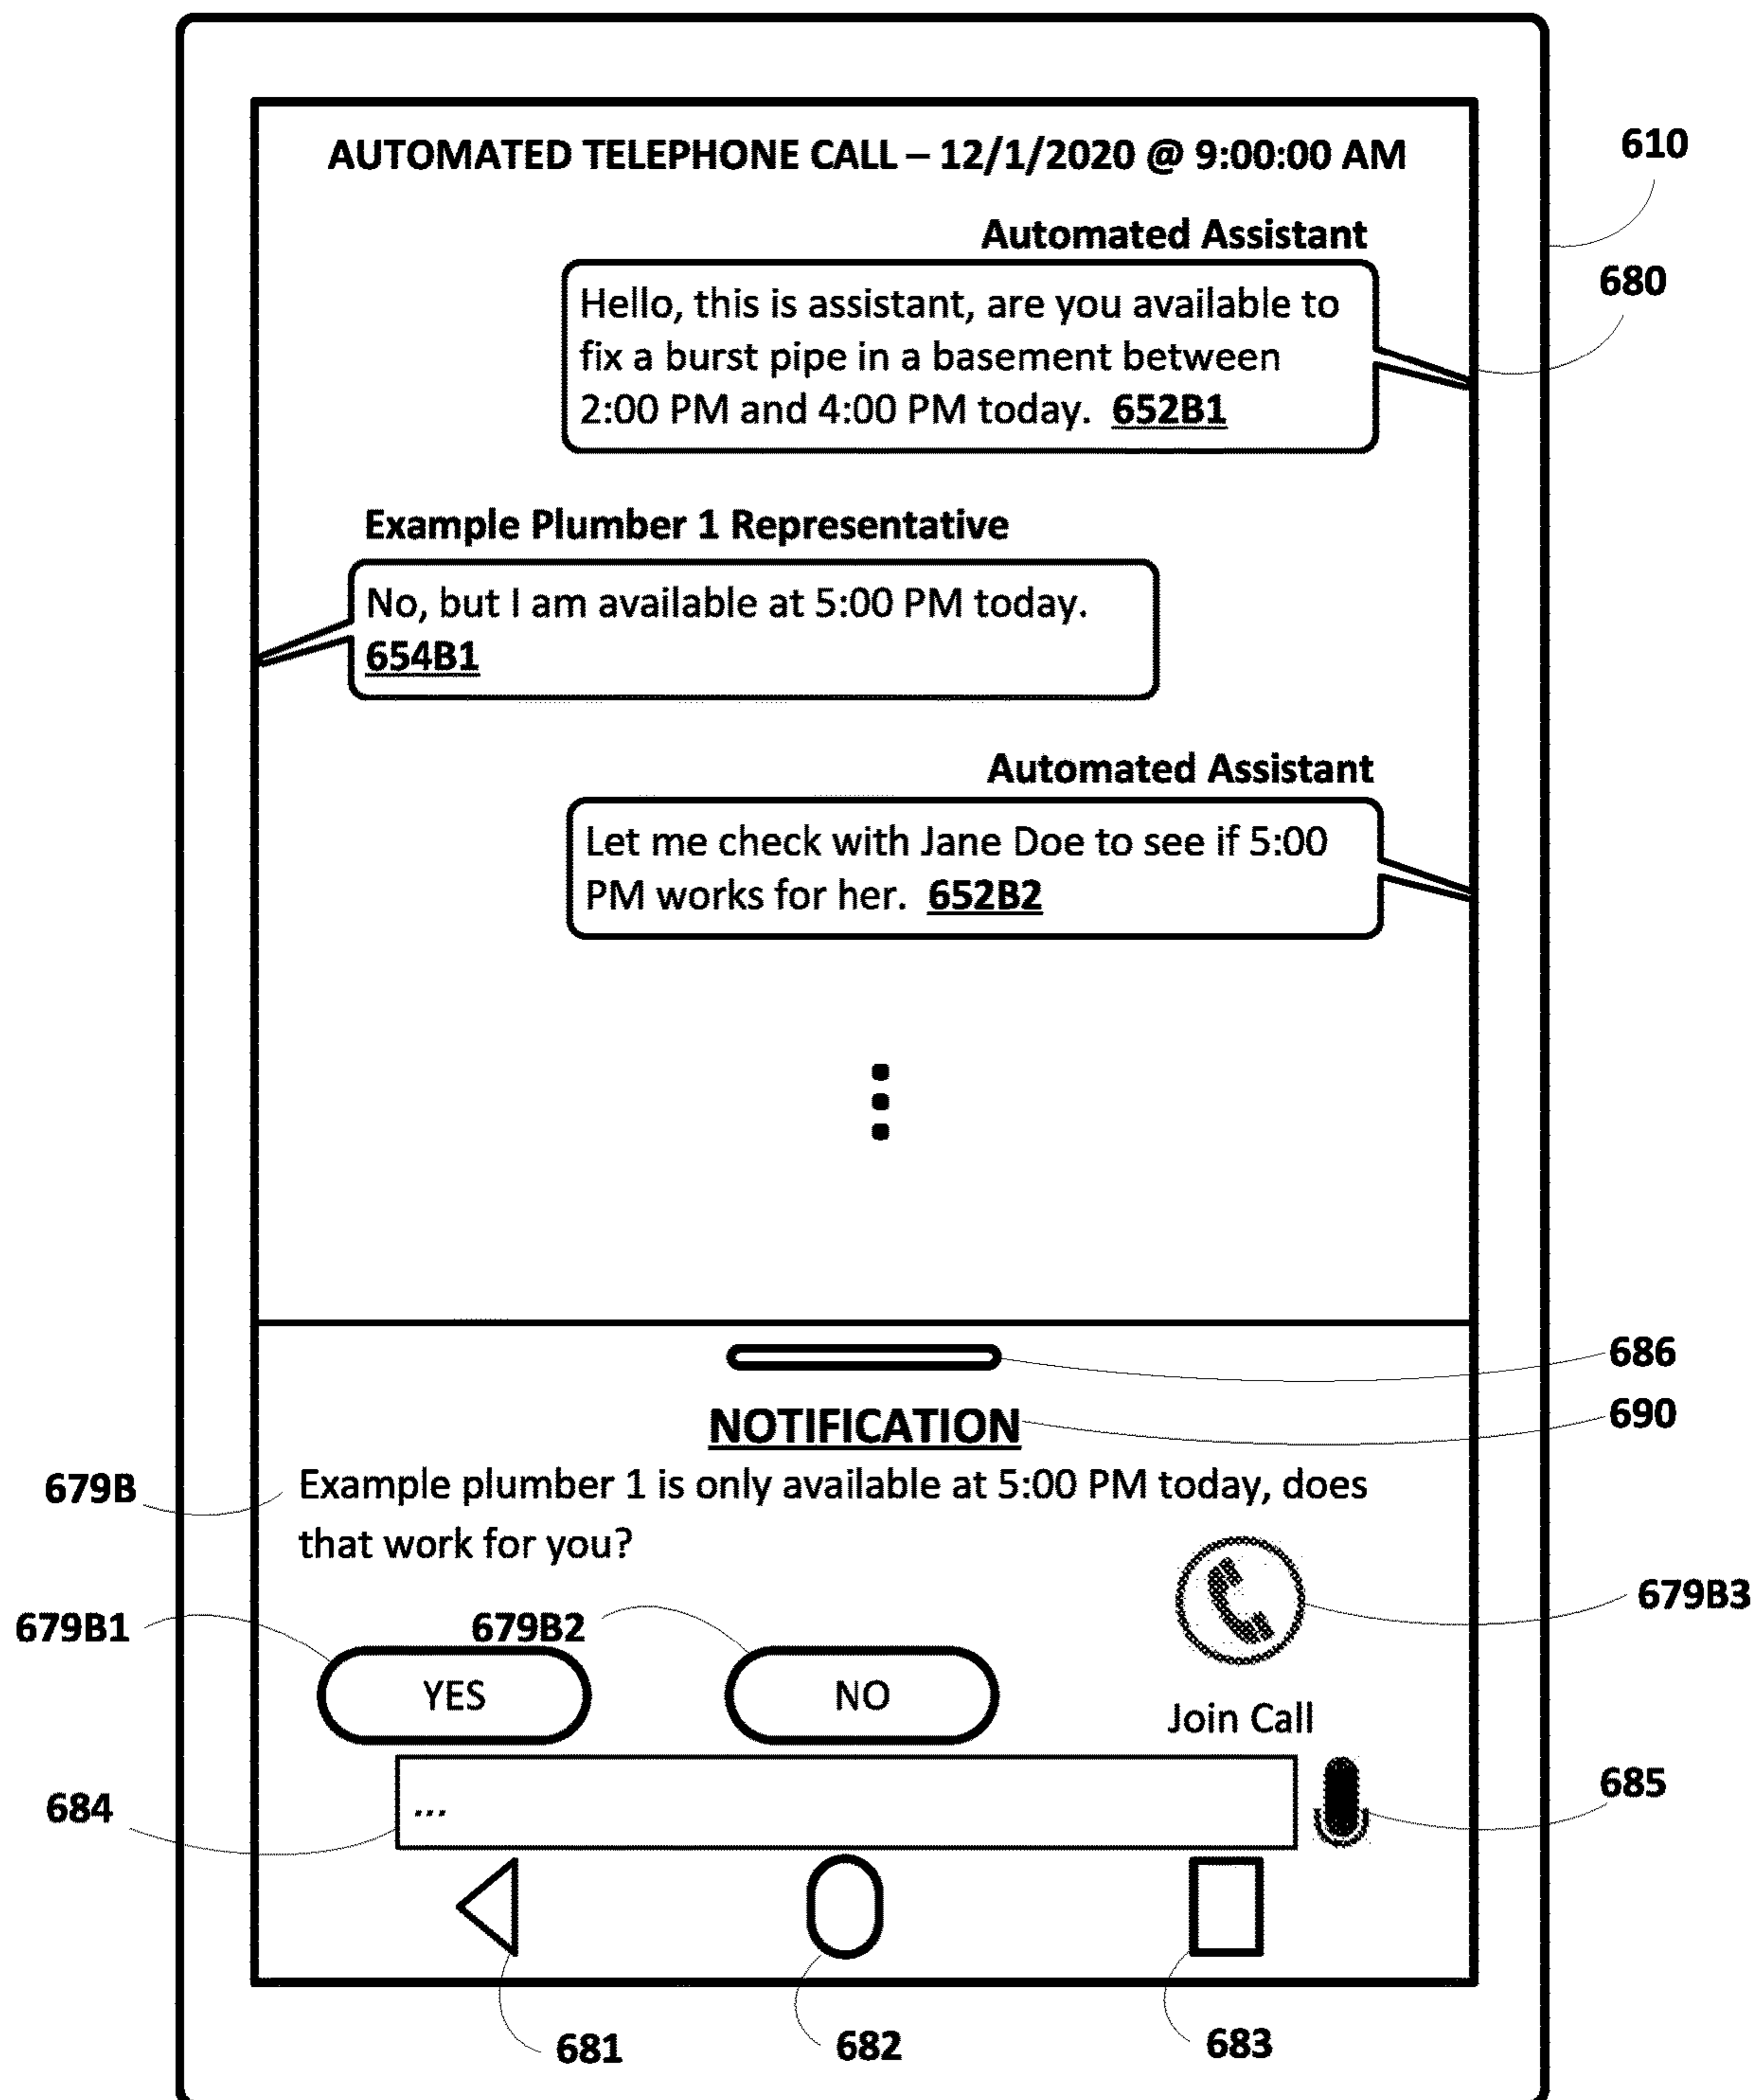 AUTOMATED TELEPHONE CALL – 12/1/2020 @ 9:00:00 AM
610
Automated Assistant
680
Hello, this is assistant, are you available to
fix a burst pipe in a basement between
2:00 PM and 4:00 PM today. 652B1
Example Plumber 1 Representative
No, but I am available at 5:00 PM today.
654B1
Automated Assistant
Let me check with Jane Doe to see if 5:00
PM works for her. 652B2
686
NOTIFICATION
690
679B
Example plumber 1 is only available at 5:00 PM today, does
that work for you?
679B3
679B1
679B2
YES
NO
Join Call
684
...
685
681
682
683